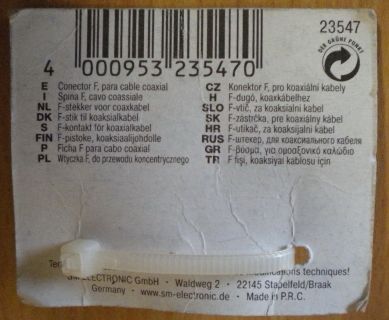 23547
DER GRÜNE PUNKT
4 000953 235470
E Conector F, para cable coaxial
I Spina F, cavo coassiale
NL F-stekker voor coaxkabel
DK F-stik til koaksialkabel
S F-kontakt för koaxialkabel
FIN F-pistoke, koaksiaalijohdolle
P Ficha F para cabo coaxial
PL Wtyczka F, do przewodu koncentrycznego
CZ Konektor F, pro koaxiální kabely
H F-dugó, koaxkábelhez
SLO F-vtič, za koaksialni kabel
SK F-zástrčka, pre koaxiálny kábel
HR F-utikač, za koaksijalni kabel
RUS F-штекер, для коаксиального кабеля
GR F-βυσμα, για ομοαξονικό καλώδιο
TR F fişi, koaksiyal kablosu için
modifications techniques!
SM ELECTRONIC GmbH • Waldweg 2 • 22145 Stapelfeld/Braak
Germany • www.sm-electronic.de • Made in P.R.C.